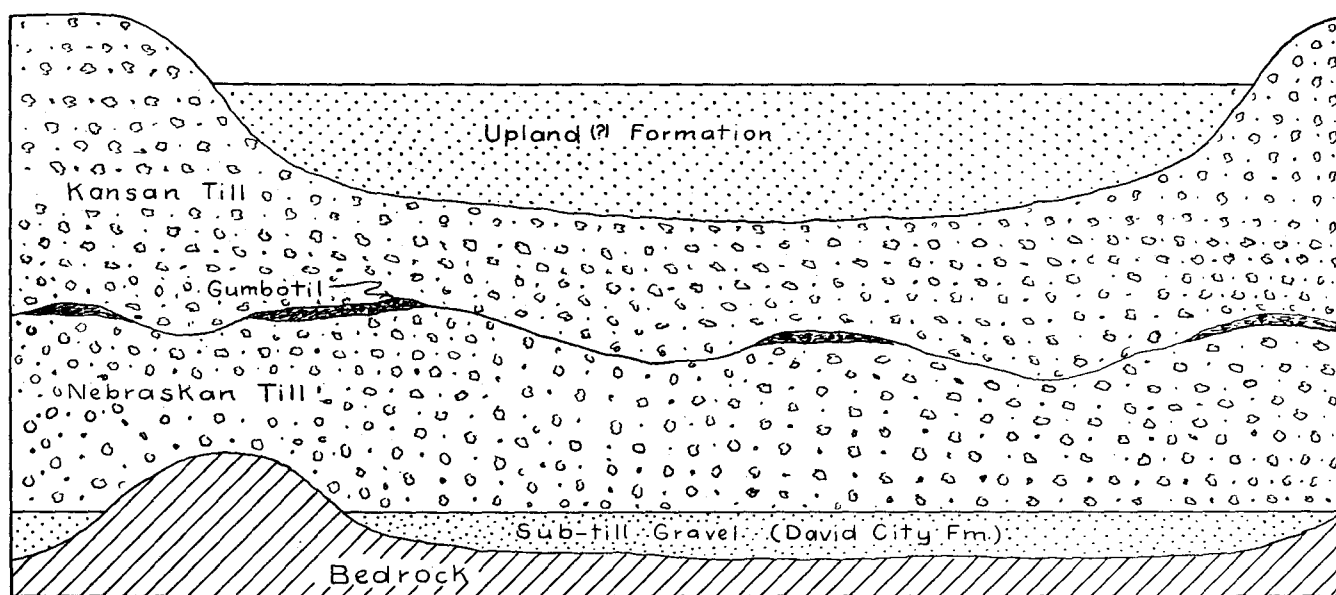 Upland (?) Formation
Kansan Till
Gumbotil
Nebraskan Till
Sub-till Gravel (David City Fm.)
Bedrock